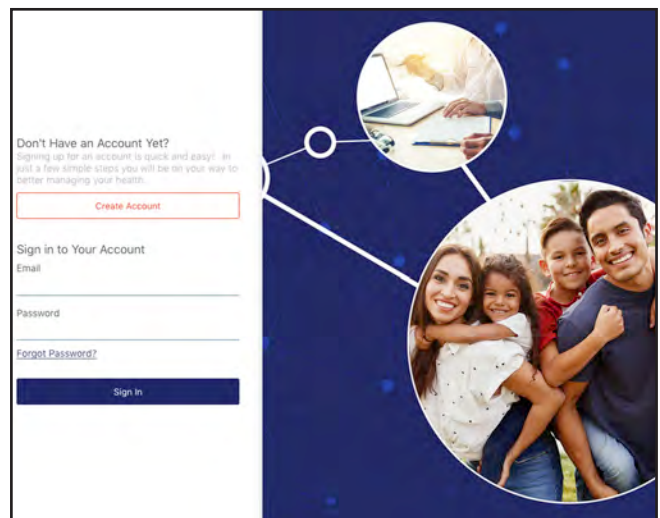 Don't Have an Account Yet?
Signing up for an account is quick and easy! In
just a few simple steps you will be on your way to
better managing your health.
Create Account
Sign in to Your Account
Email
Password
Forgot Password?
Sign In